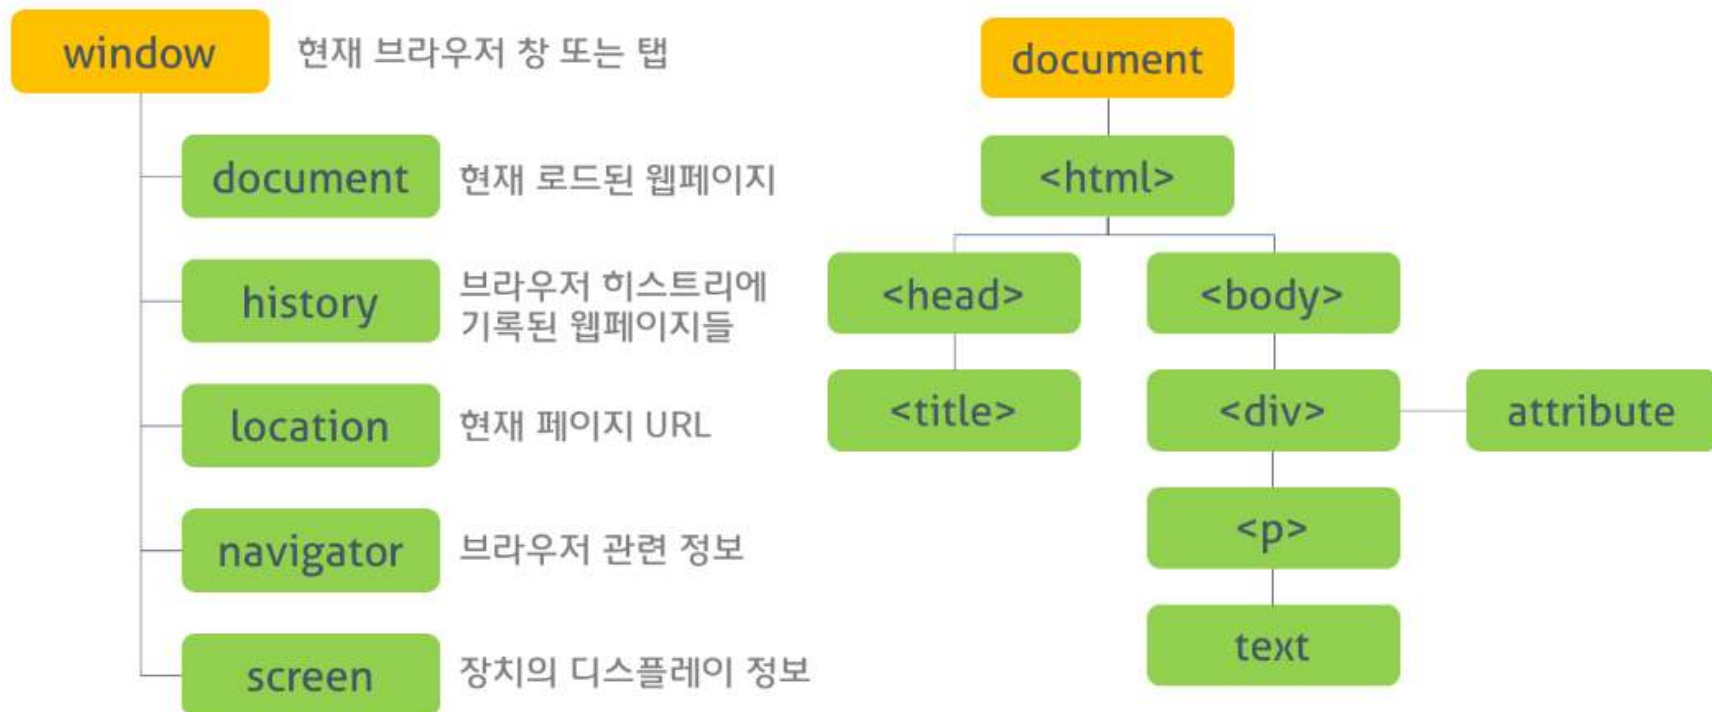 window
현재 브라우저 창 또는 탭
document
현재 로드된 웹페이지
history
브라우저 히스트리에
기록된 웹페이지들
location
현재 페이지 URL
navigator
브라우저 관련 정보
screen
장치의 디스플레이 정보
document
<html>
<head>
<body>
<title>
<div>
attribute
<p>
text